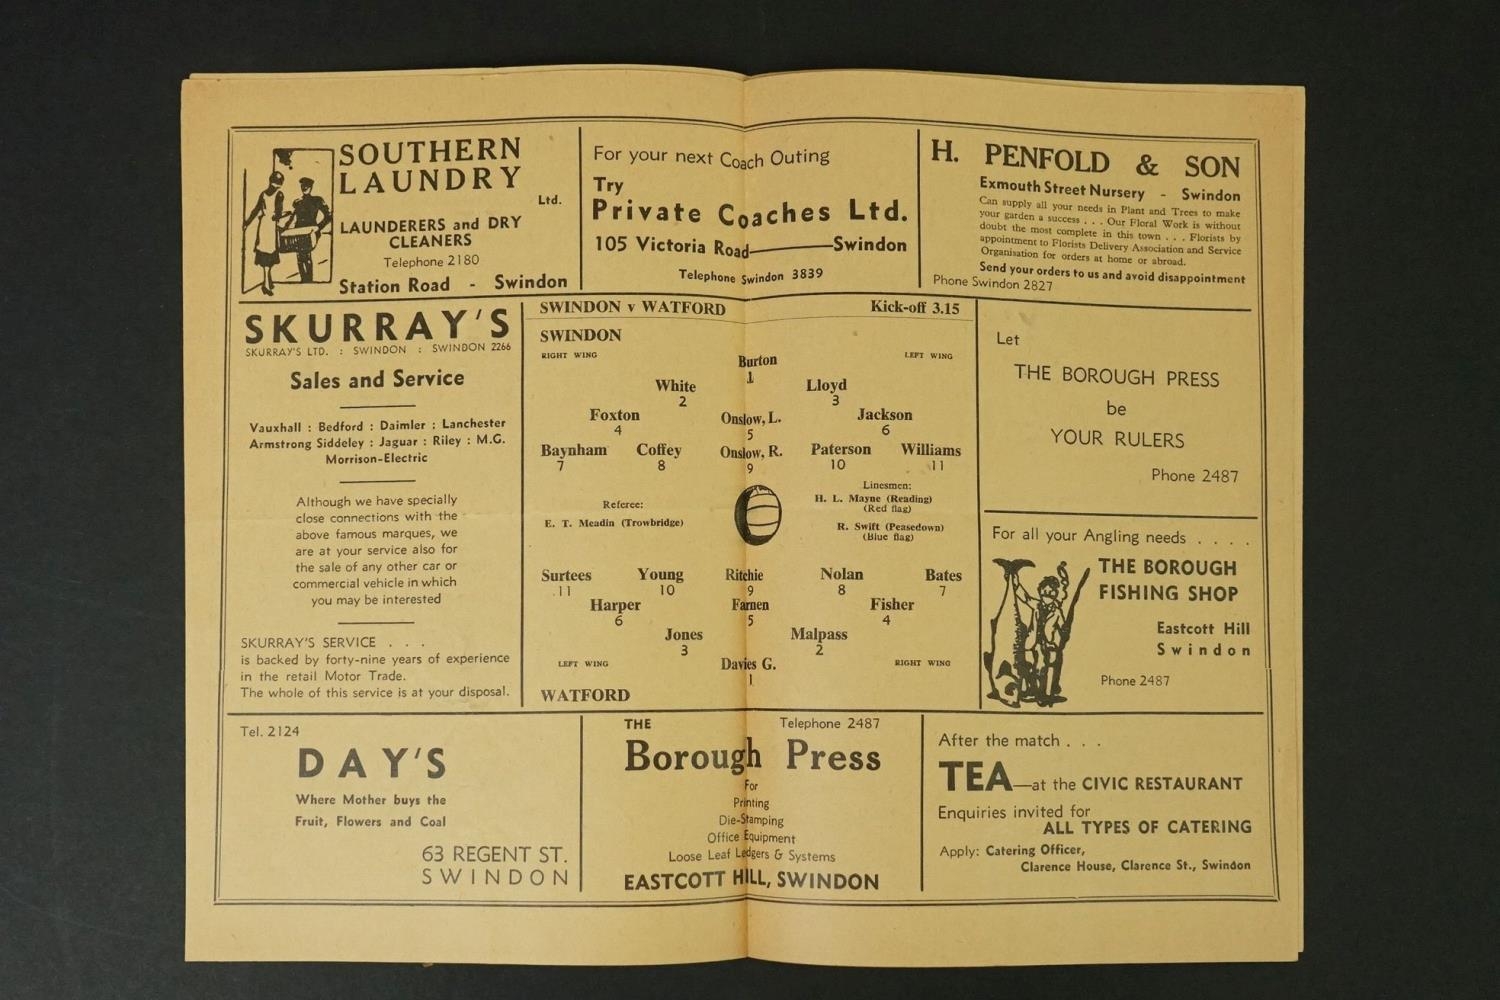 SOUTHERN
LAUNDRY
Ltd.
LAUNDERERS and DRY
CLEANERS
Telephone 2180
Station Road - Swindon
For your next Coach Outing
Try
Private Coaches Ltd.
105 Victoria Road——Swindon
Telephone Swindon 3839
H. PENFOLD & SON
Exmouth Street Nursery - Swindon
Can supply all your needs in Plant and Trees to make
your garden a success . . . Our Floral Work is without
doubt the most complete in this town . . . Florists by
appointment to Florists Delivery Association and Service
Organisation for orders at home or abroad.
Send your orders to us and avoid disappointment
Phone Swindon 2827
SKURRAY'S
SKURRAY'S LTD. : SWINDON : SWINDON 2266
Sales and Service
Vauxhall : Bedford : Daimler : Lanchester
Armstrong Siddeley : Jaguar : Riley : M.G.
Morrison-Electric
Although we have specially
close connections with the
above famous marques, we
are at your service also for
the sale of any other car or
commercial vehicle in which
you may be interested
SKURRAY'S SERVICE . . .
is backed by forty-nine years of experience
in the retail Motor Trade.
The whole of this service is at your disposal.
SWINDON v WATFORD Kick-off 3.15
SWINDON
RIGHT WING LEFT WING
Burton
1
White Lloyd
2 3
Foxton Onslow, L. Jackson
4 5 6
Baynham Coffey Onslow, R. Paterson Williams
7 8 9 10 11
Referee:
E. T. Meadin (Trowbridge)
Linesmen:
H. L. Mayne (Reading)
(Red flag)
R. Swift (Peasedown)
(Blue flag)
Surtees Young Ritchie Nolan Bates
11 10 9 8 7
Harper Farnen Fisher
6 5 4
Jones Malpass
3 2
LEFT WING Davies G. RIGHT WING
1
WATFORD
Let
THE BOROUGH PRESS
be
YOUR RULERS
Phone 2487
For all your Angling needs . . . .
THE BOROUGH
FISHING SHOP
Eastcott Hill
Swindon
Phone 2487
Tel. 2124
DAY'S
Where Mother buys the
Fruit, Flowers and Coal
63 REGENT ST.
SWINDON
THE Telephone 2487
Borough Press
For
Printing
Die-Stamping
Office Equipment
Loose Leaf Ledgers & Systems
EASTCOTT HILL, SWINDON
After the match . . .
TEA—at the CIVIC RESTAURANT
Enquiries invited for
ALL TYPES OF CATERING
Apply: Catering Officer,
Clarence House, Clarence St., Swindon